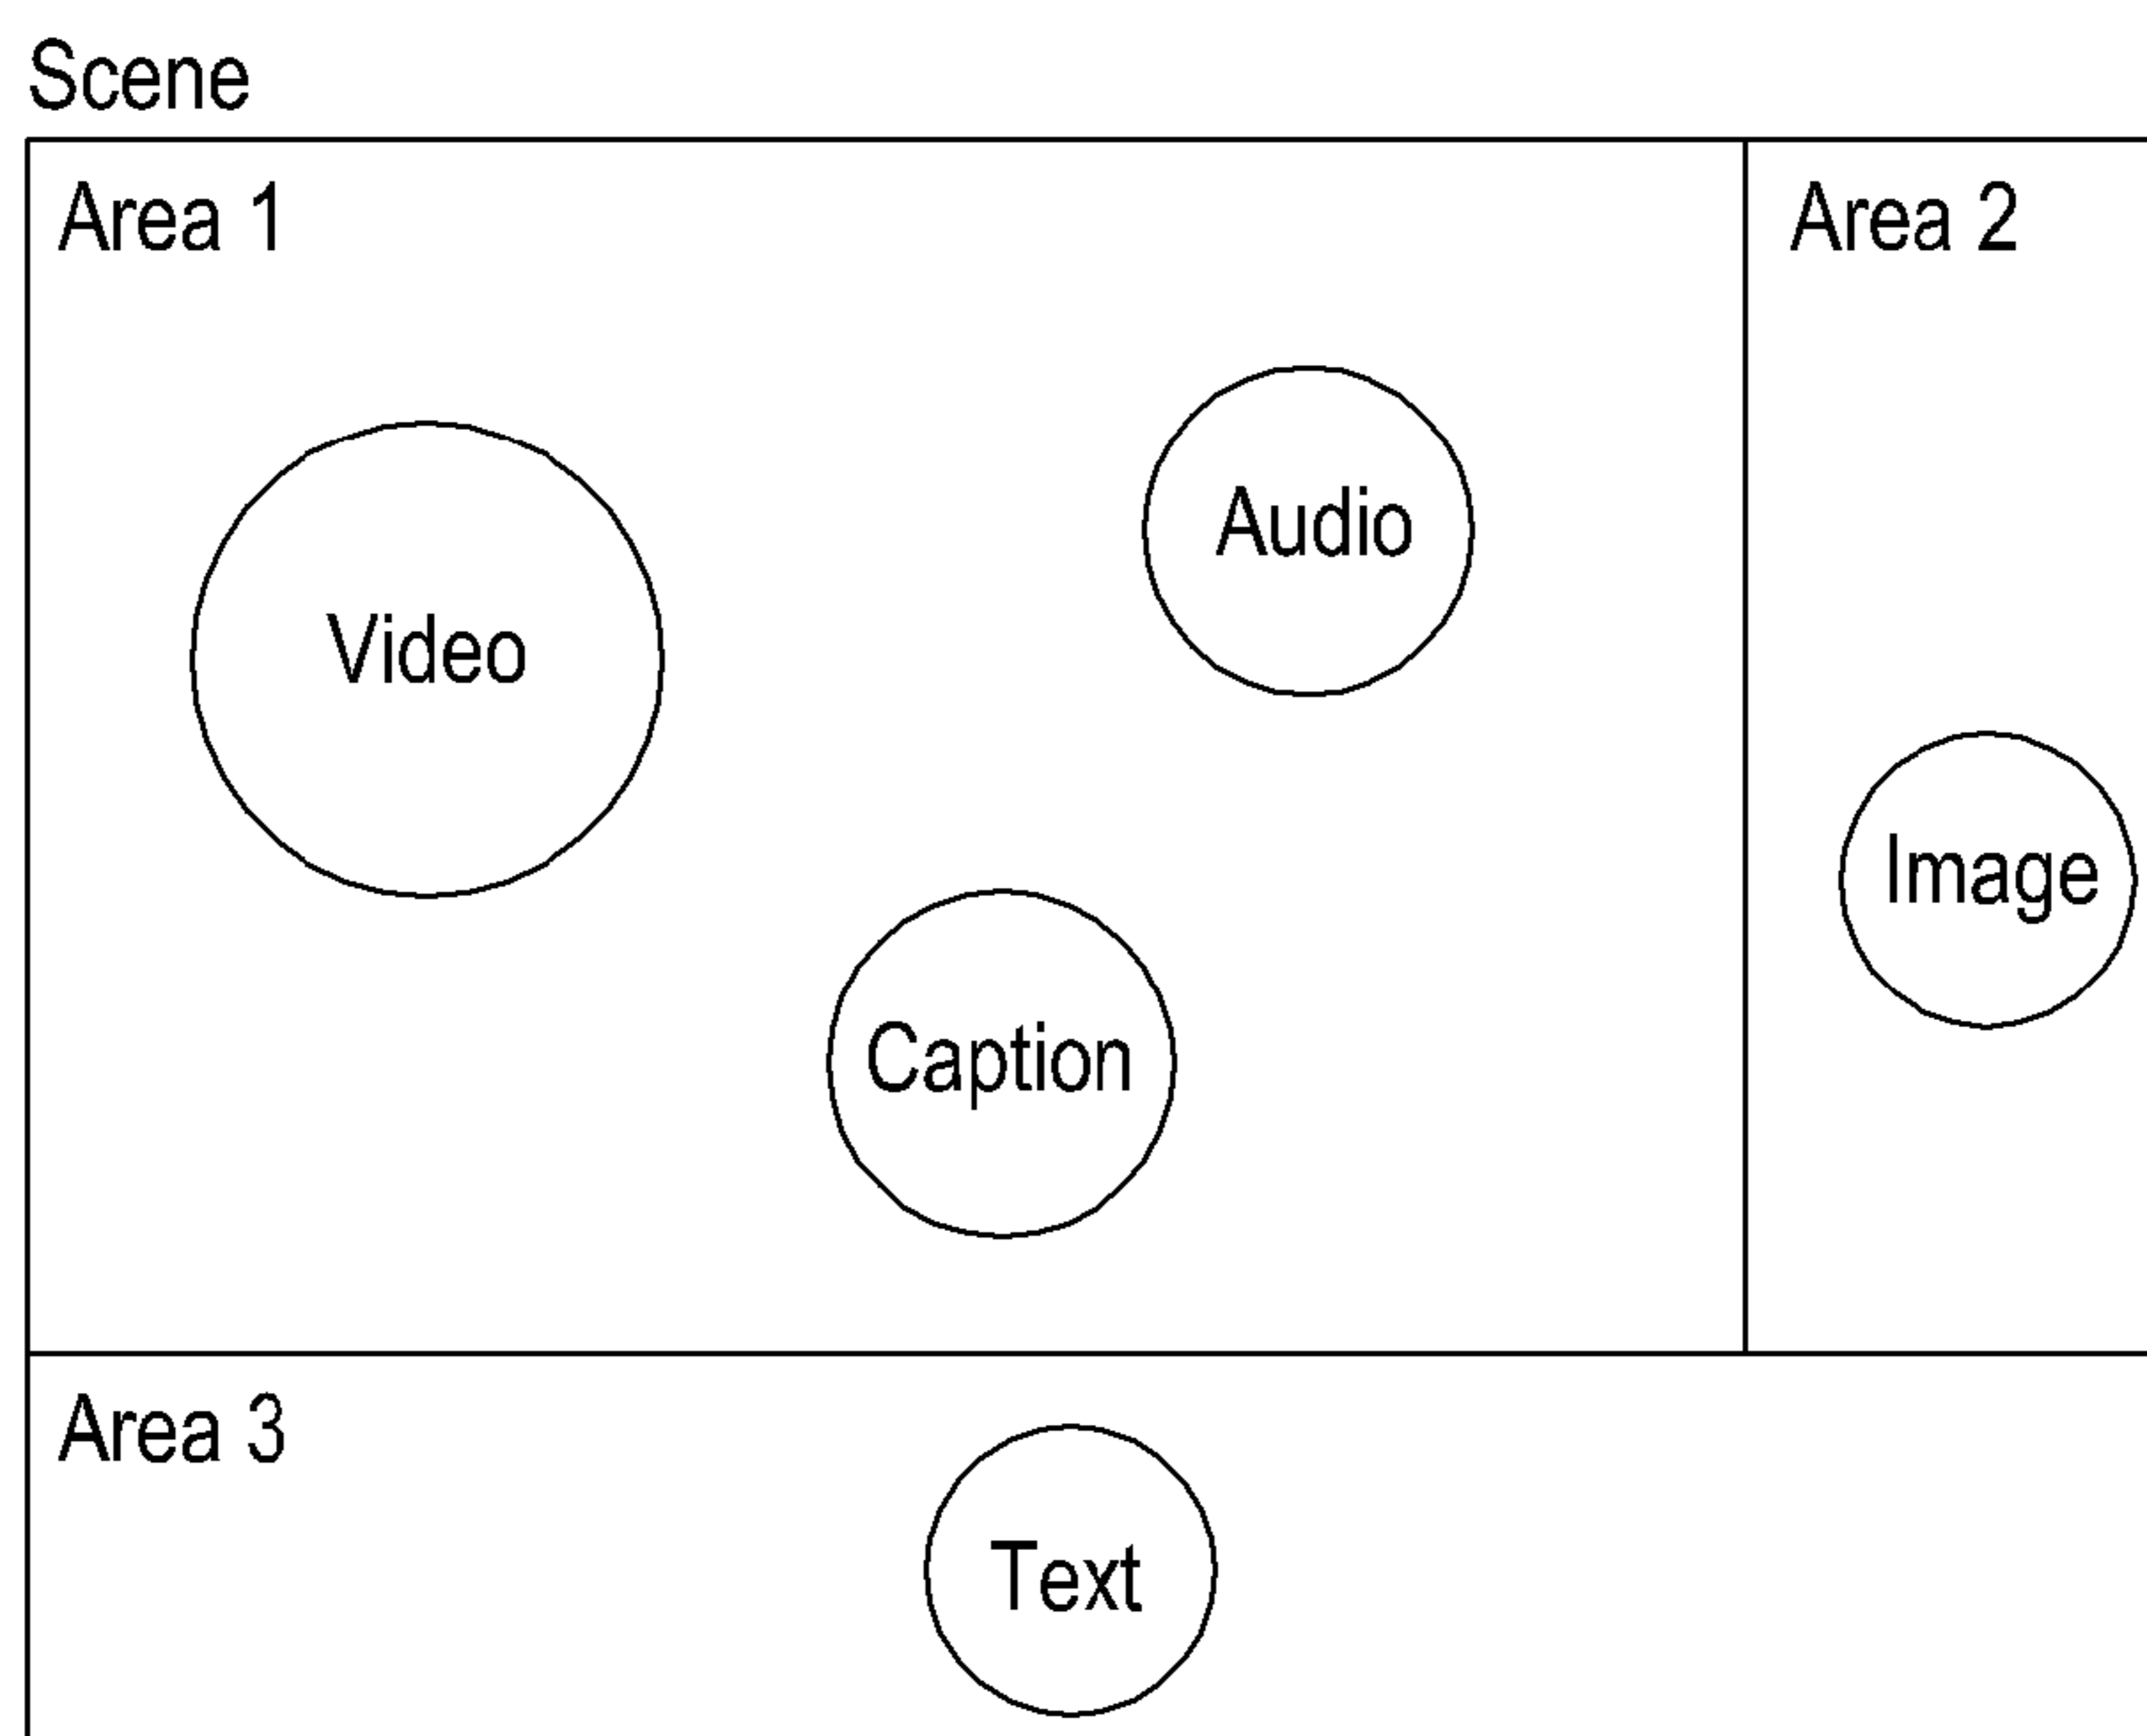 Scene
Area 1
Area 2
Audio
Video
Image
Caption
Area 3
Text